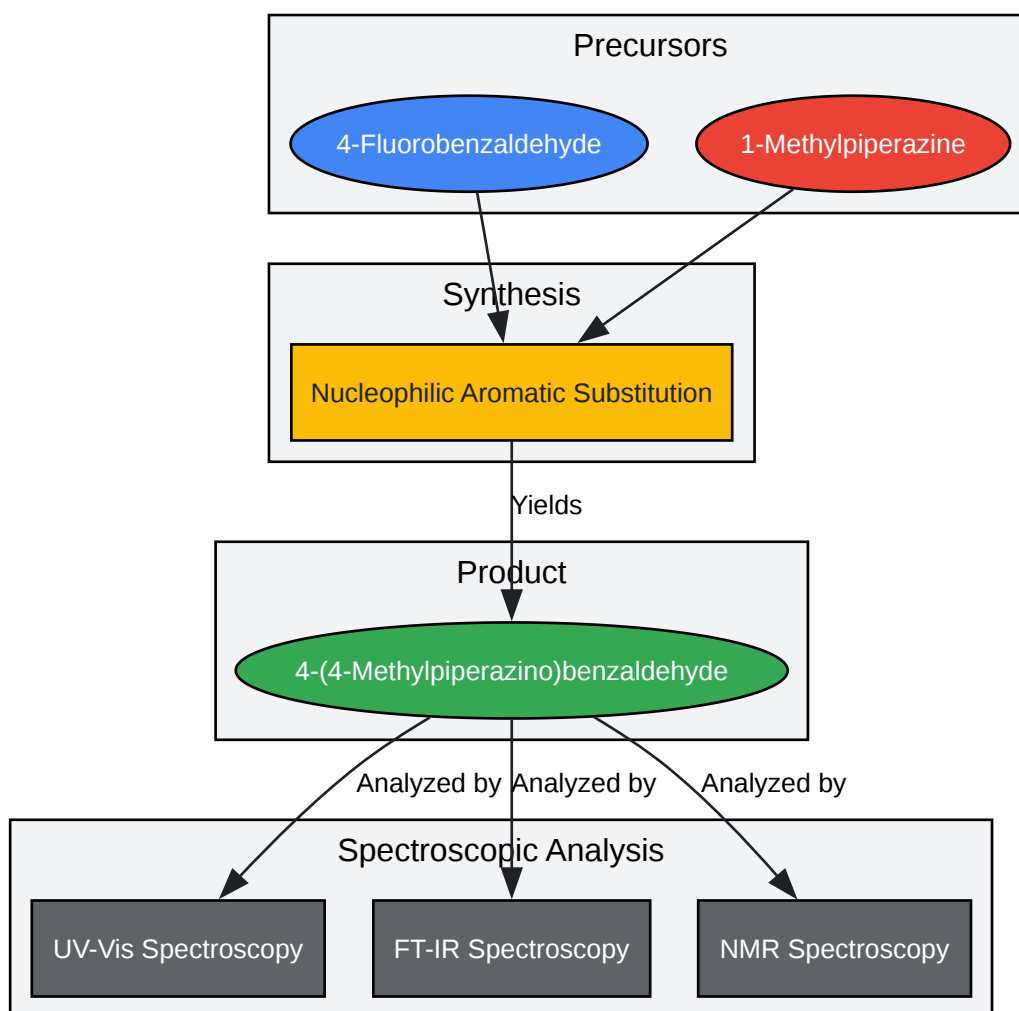 Precursors
4-Fluorobenzaldehyde
1-Methylpiperazine
Synthesis
Nucleophilic Aromatic Substitution
Yields
Product
4-(4-Methylpiperazino)benzaldehyde
Analyzed by
Analyzed by
Analyzed by
Spectroscopic Analysis
UV-Vis Spectroscopy
FT-IR Spectroscopy
NMR Spectroscopy